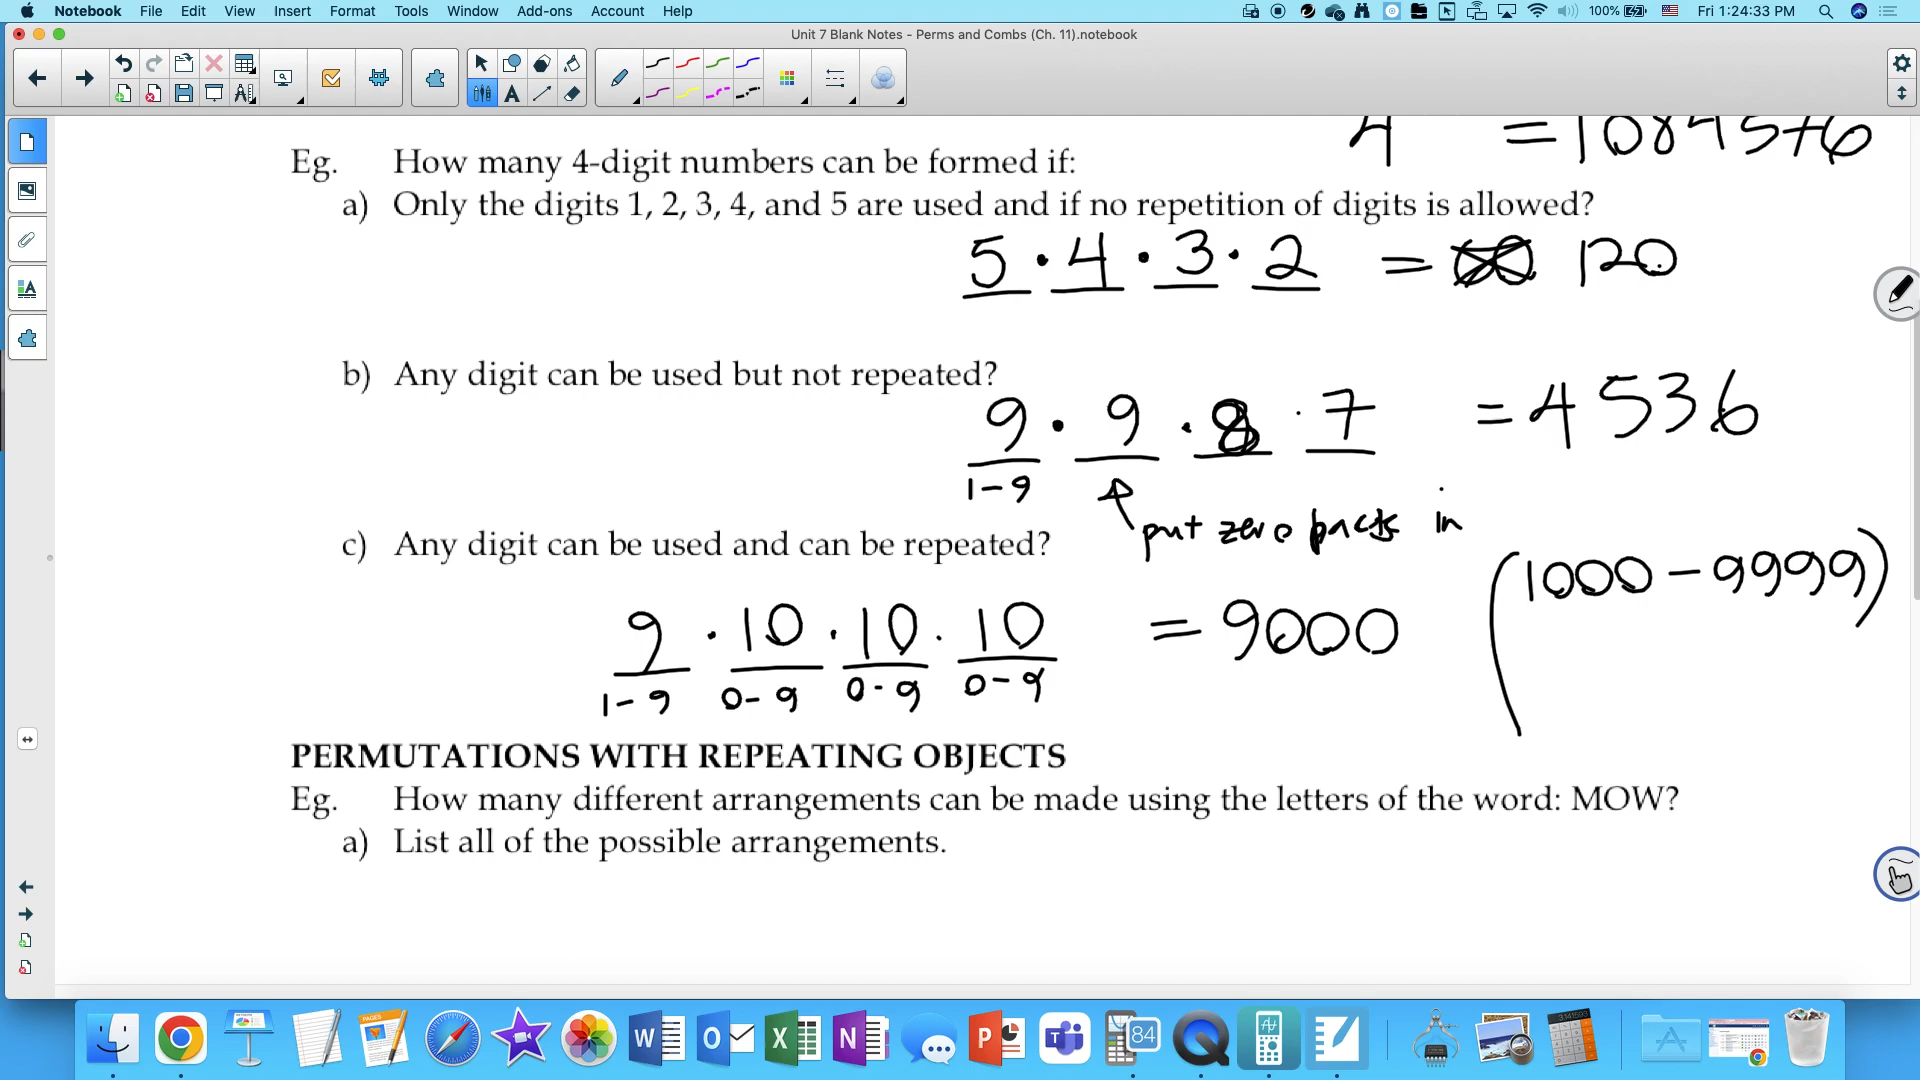 Notebook File Edit View Insert Format Tools Window Add-ons Account Help 100% Fri 1:24:33 PM
Unit 7 Blank Notes - Perms and Combs (Ch. 11).notebook
4 = 1084576
Eg. How many 4-digit numbers can be formed if:
a) Only the digits 1, 2, 3, 4, and 5 are used and if no repetition of digits is allowed?
5 · 4 · 3 · 2 = 120
b) Any digit can be used but not repeated?
9 · 9 · 8 · 7 = 4536
1-9
put zero back in
c) Any digit can be used and can be repeated?
(1000 - 9999)
9 · 10 · 10 · 10 = 9000
1-9 0-9 0-9 0-9
PERMUTATIONS WITH REPEATING OBJECTS
Eg. How many different arrangements can be made using the letters of the word: MOW?
a) List all of the possible arrangements.
PAGES
84
3141593